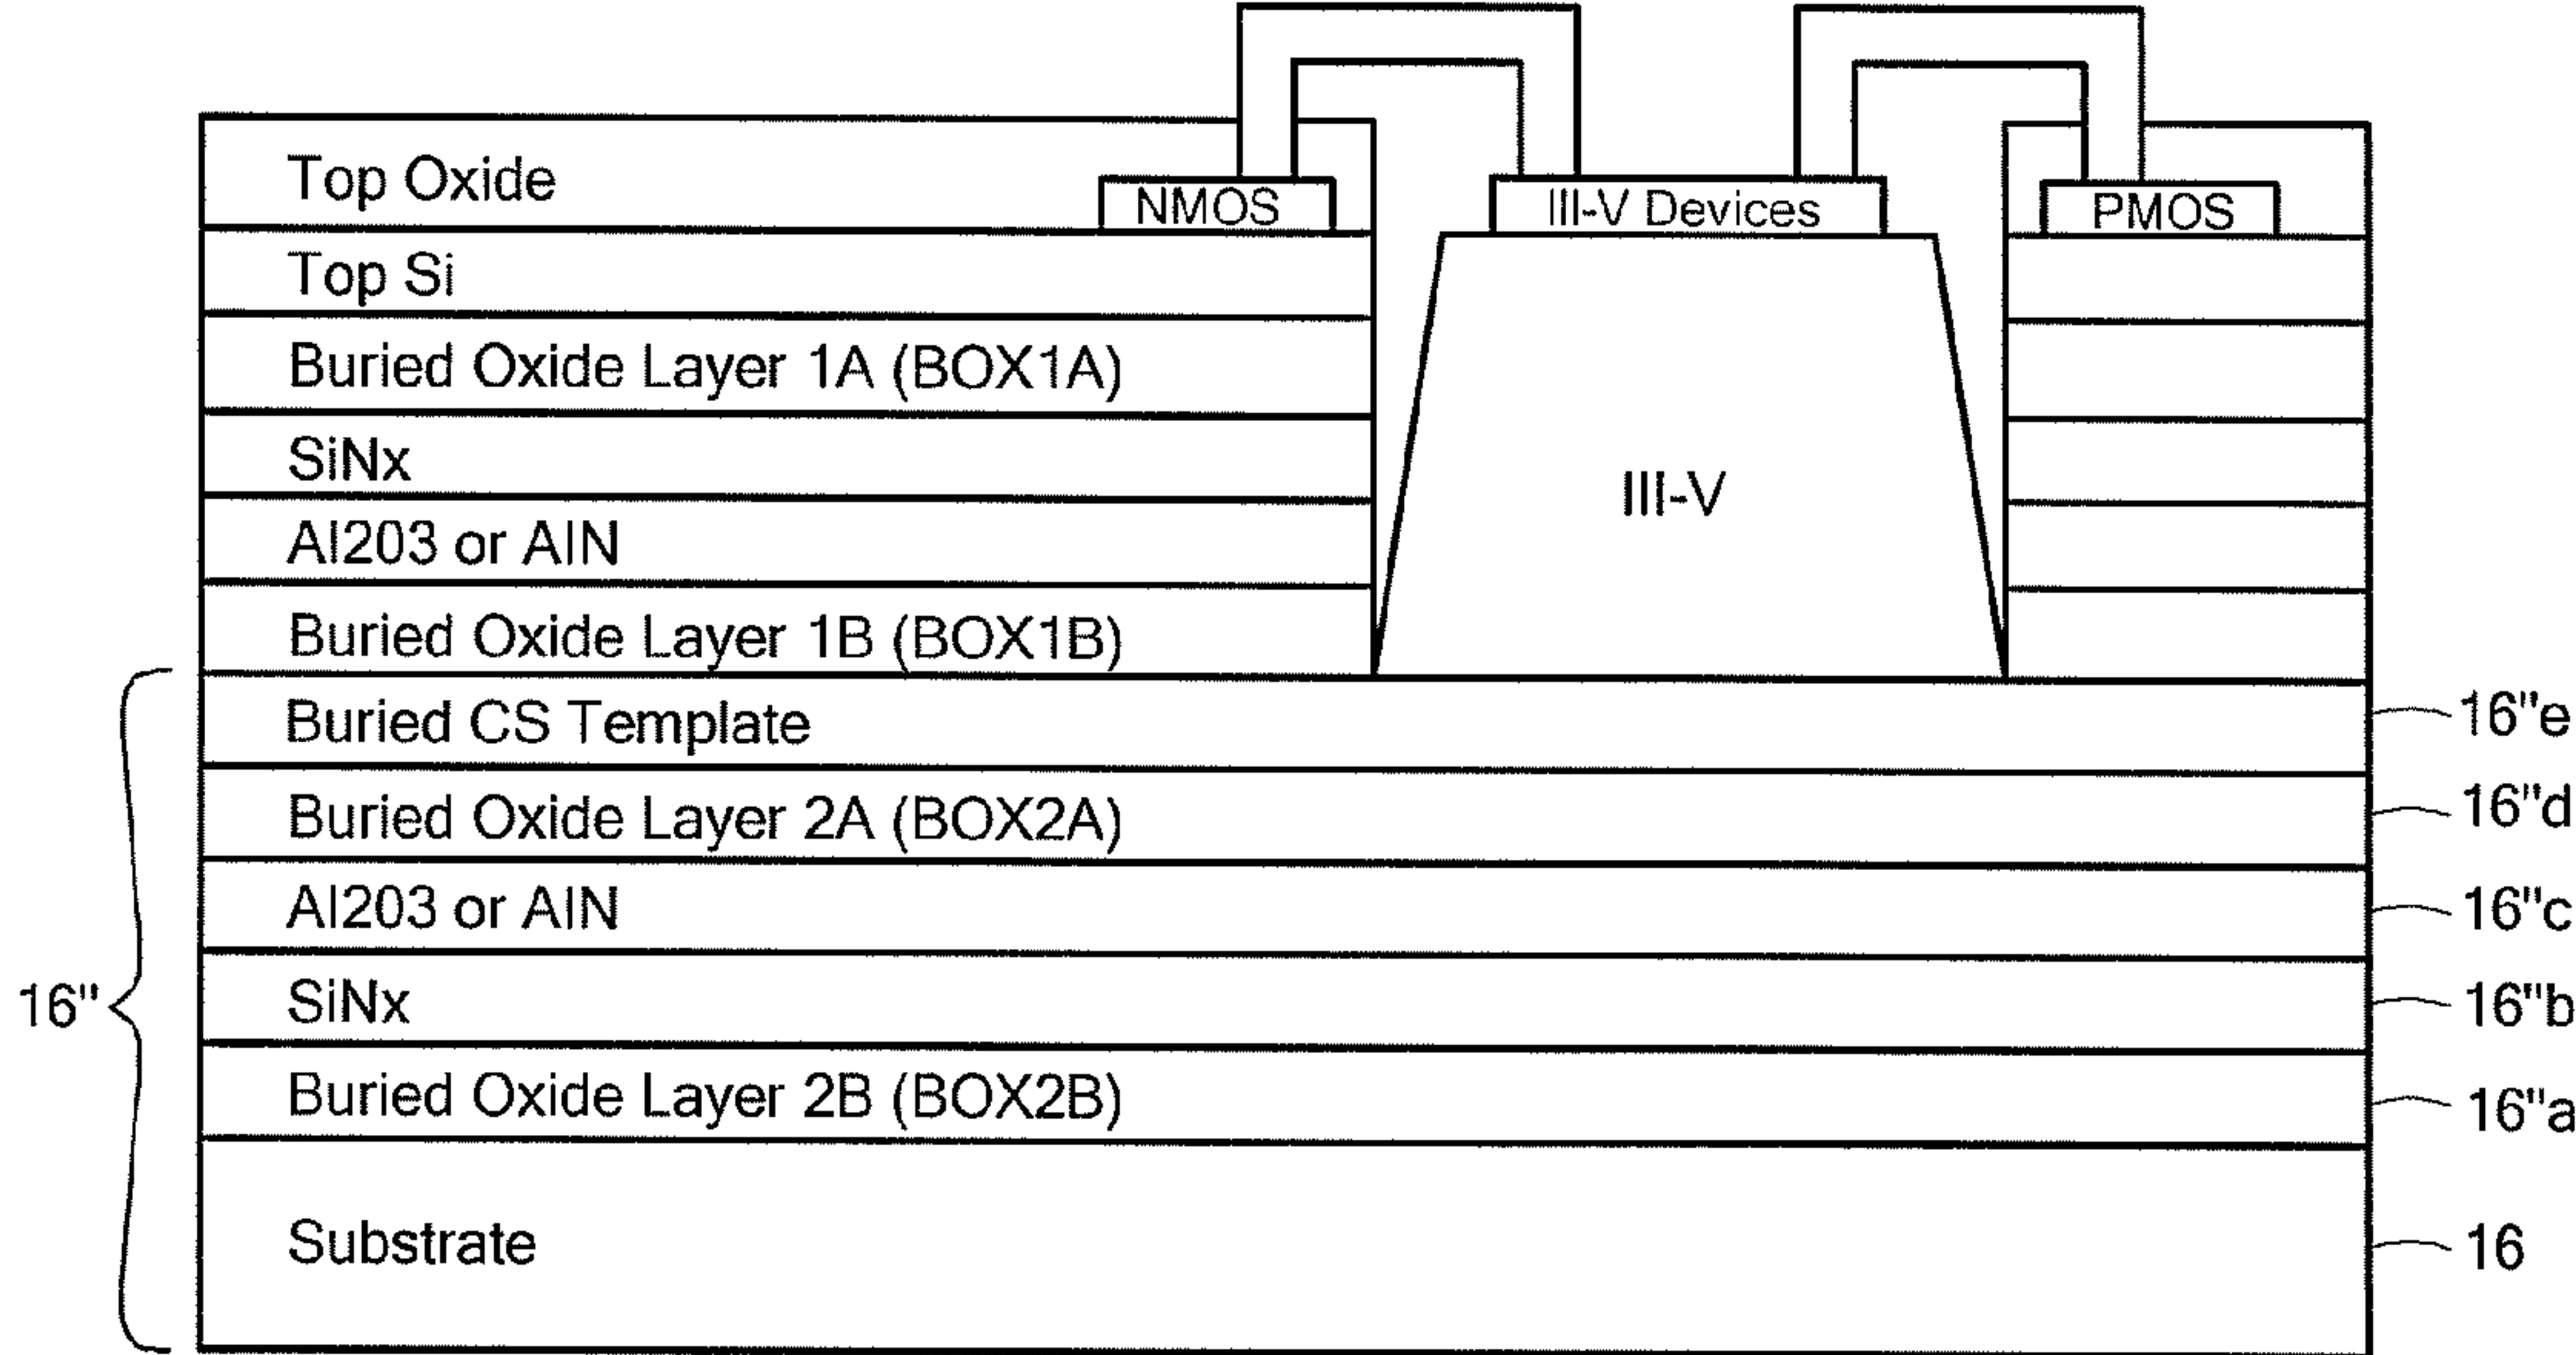 Top Oxide
NMOS
III-V Devices
PMOS
Top Si
Buried Oxide Layer 1A (BOX1A)
SiNx
III-V
Al203 or AlN
Buried Oxide Layer 1B (BOX1B)
Buried CS Template
16"e
Buried Oxide Layer 2A (BOX2A)
16"d
Al203 or AlN
16"c
16"
SiNx
16"b
Buried Oxide Layer 2B (BOX2B)
16"a
Substrate
16